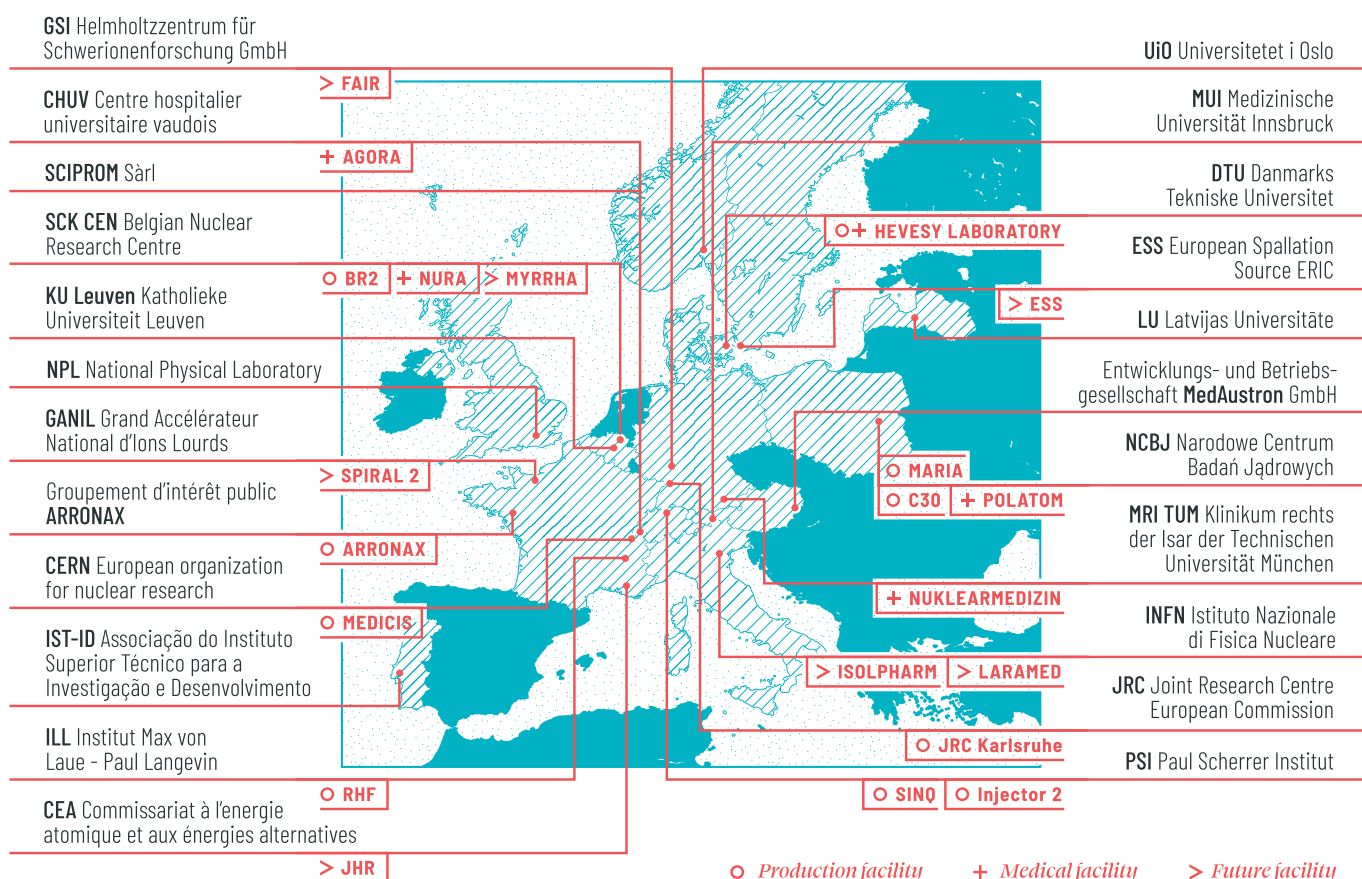 GSI Helmholtzzentrum für
Schwerionenforschung GmbH
> FAIR
CHUV Centre hospitalier
universitaire vaudois
+ AGORA
SCIPROM Sàrl
SCK CEN Belgian Nuclear
Research Centre
BR2 + NURA > MYRRHA
KU Leuven Katholieke
Universiteit Leuven
NPL National Physical Laboratory
GANIL Grand Accélérateur
National d'Ions Lourds
> SPIRAL 2
Groupement d'intérêt public
ARRONAX
ARRONAX
CERN European organization
for nuclear research
MEDICIS
IST-ID Associação do Instituto
Superior Técnico para a
Investigação e Desenvolvimento
ILL Institut Max von
Laue - Paul Langevin
RHF
CEA Commissariat à l'energie
atomique et aux énergies alternatives
> JHR
UiO Universitetet i Oslo
MUI Medizinische
Universität Innsbruck
DTU Danmarks
Tekniske Universitet
+ HEVESY LABORATORY
ESS European Spallation
Source ERIC
> ESS
LU Latvijas Universitāte
Entwicklungs- und Betriebs-
gesellschaft MedAustron GmbH
NCBJ Narodowe Centrum
Badań Jądrowych
MARIA
C30 + POLATOM
MRI TUM Klinikum rechts
der Isar der Technischen
Universität München
+ NUKLEARMEDIZIN
INFN Istituto Nazionale
di Fisica Nucleare
> ISOLPHARM > LARAMED
JRC Joint Research Centre
European Commission
JRC Karlsruhe
PSI Paul Scherrer Institut
SINQ Injector 2
Production facility + Medical facility > Future facility